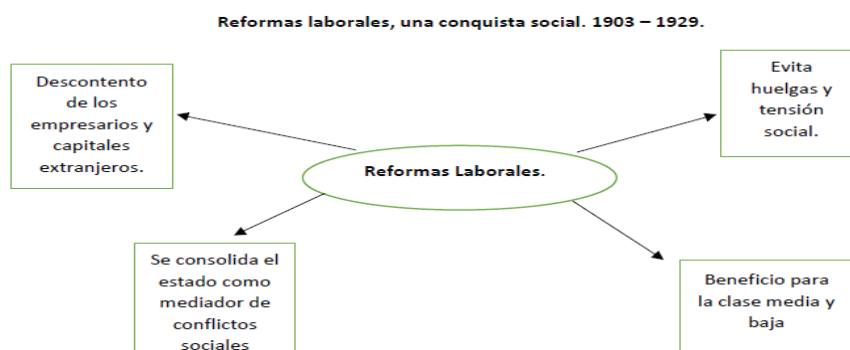 Reformas laborales, una conquista social. 1903 – 1929.
Descontento
de los
empresarios y
capitales
extranjeros.
Evita
huelgas y
tensión
social.
Reformas Laborales.
Se consolida el
estado como
mediador de
conflictos
sociales
Beneficio para
la clase media y
baja